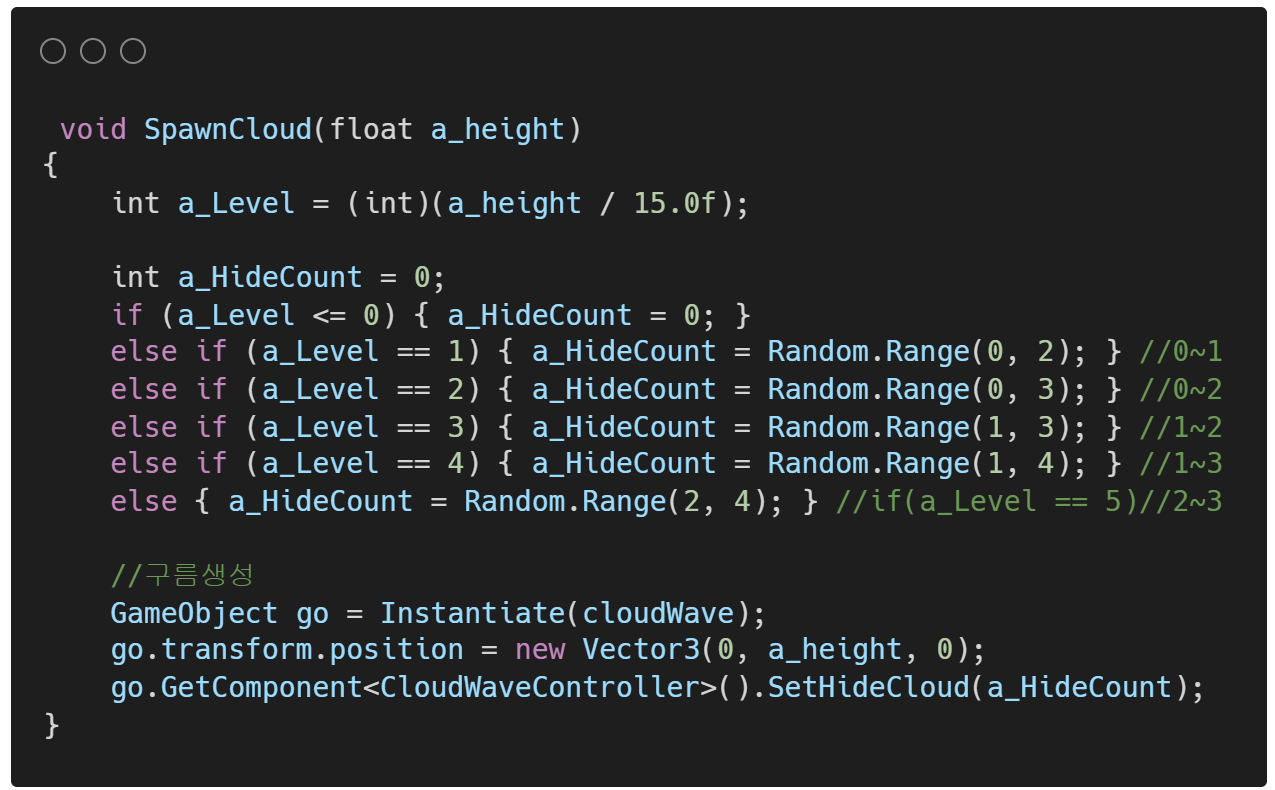 void SpawnCloud(float a_height)
{
    int a_Level = (int)(a_height / 15.0f);

    int a_HideCount = 0;
    if (a_Level <= 0) { a_HideCount = 0; }
    else if (a_Level == 1) { a_HideCount = Random.Range(0, 2); } //0~1
    else if (a_Level == 2) { a_HideCount = Random.Range(0, 3); } //0~2
    else if (a_Level == 3) { a_HideCount = Random.Range(1, 3); } //1~2
    else if (a_Level == 4) { a_HideCount = Random.Range(1, 4); } //1~3
    else { a_HideCount = Random.Range(2, 4); } //if(a_Level == 5)//2~3

    //구름생성
    GameObject go = Instantiate(cloudWave);
    go.transform.position = new Vector3(0, a_height, 0);
    go.GetComponent<CloudWaveController>().SetHideCloud(a_HideCount);
}